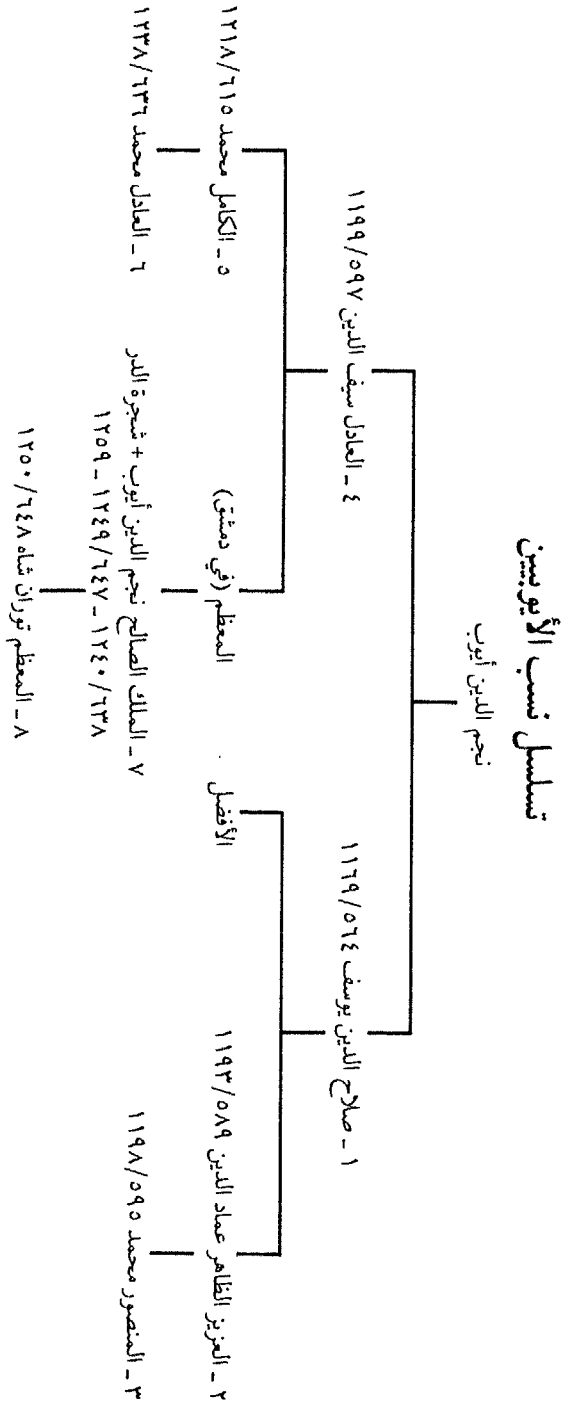 تسلسل نسب الأيوبيين
نجم الدين أيوب
١ ـ صلاح الدين يوسف ١١٦٩/٥٦٤
٤ ـ العادل سيف الدين ١١٩٩/٥٩٧
٢ ـ العزيز الظاهر عماد الدين ١١٩٣/٥٨٩
الأفضل
المعظم (في دمشق)
٥ ـ الكامل محمد ١٢١٨/٦١٥
٣ ـ المنصور محمد ١١٩٨/٥٩٥
٧ ـ الملك الصالح نجم الدين أيوب + شجرة الدر
١٢٤٠/٦٣٨ ـ ١٢٤٩/٦٤٧ ـ ١٢٥٩
٦ ـ العادل محمد ١٢٣٨/٦٣٦
٨ ـ المعظم توران شاه ١٢٥٠/٦٤٨